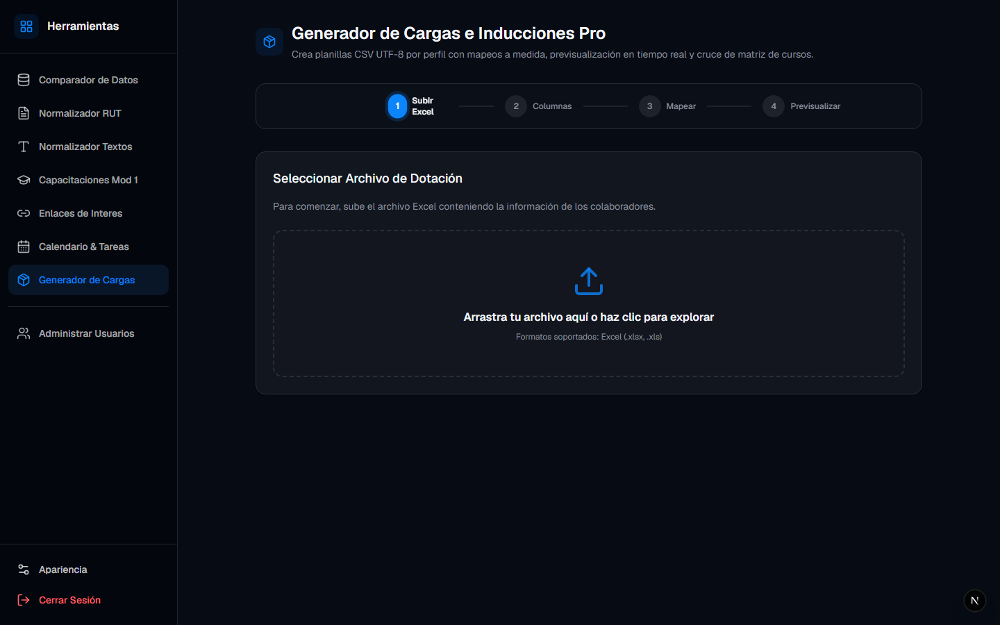 Herramientas
Comparador de Datos
Normalizador RUT
Normalizador Textos
Capacitaciones Mod 1
Enlaces de Interes
Calendario & Tareas
Generador de Cargas
Administrar Usuarios
Apariencia
Cerrar Sesión
Generador de Cargas e Inducciones Pro
Crea planillas CSV UTF-8 por perfil con mapeos a medida, previsualización en tiempo real y cruce de matriz de cursos.
1 Subir
Excel
2 Columnas
3 Mapear
4 Previsualizar
Seleccionar Archivo de Dotación
Para comenzar, sube el archivo Excel conteniendo la información de los colaboradores.
Arrastra tu archivo aquí o haz clic para explorar
Formatos soportados: Excel (.xlsx, .xls)
N